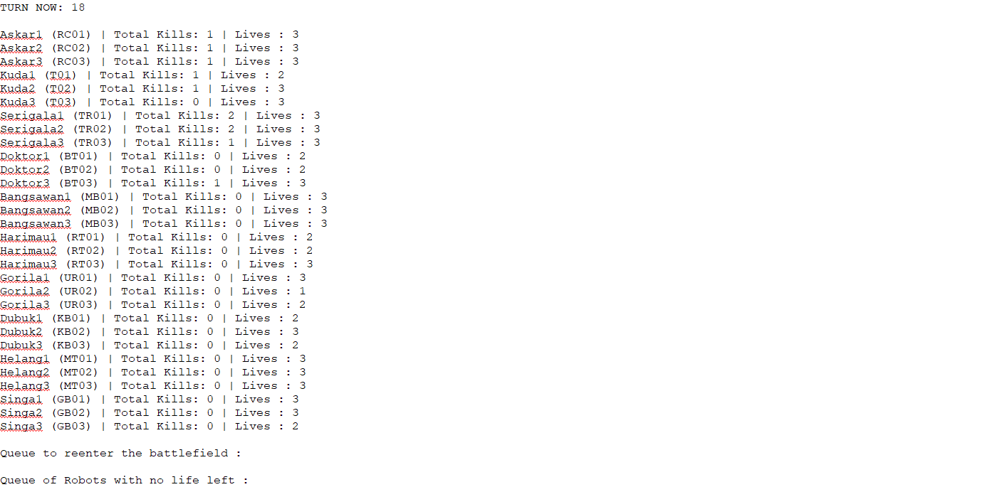 TURN NOW: 18
Askar1 (RC01) | Total Kills: 1 | Lives : 3
Askar2 (RC02) | Total Kills: 1 | Lives : 3
Askar3 (RC03) | Total Kills: 1 | Lives : 3
Kuda1 (T01) | Total Kills: 1 | Lives : 2
Kuda2 (T02) | Total Kills: 1 | Lives : 3
Kuda3 (T03) | Total Kills: 0 | Lives : 3
Serigala1 (TR01) | Total Kills: 2 | Lives : 3
Serigala2 (TR02) | Total Kills: 2 | Lives : 3
Serigala3 (TR03) | Total Kills: 1 | Lives : 3
Doktor1 (BT01) | Total Kills: 0 | Lives : 2
Doktor2 (BT02) | Total Kills: 0 | Lives : 2
Doktor3 (BT03) | Total Kills: 1 | Lives : 3
Bangsawan1 (MB01) | Total Kills: 0 | Lives : 3
Bangsawan2 (MB02) | Total Kills: 0 | Lives : 3
Bangsawan3 (MB03) | Total Kills: 0 | Lives : 3
Harimau1 (RT01) | Total Kills: 0 | Lives : 2
Harimau2 (RT02) | Total Kills: 0 | Lives : 2
Harimau3 (RT03) | Total Kills: 0 | Lives : 3
Gorila1 (UR01) | Total Kills: 0 | Lives : 3
Gorila2 (UR02) | Total Kills: 0 | Lives : 1
Gorila3 (UR03) | Total Kills: 0 | Lives : 2
Dubuk1 (KB01) | Total Kills: 0 | Lives : 2
Dubuk2 (KB02) | Total Kills: 0 | Lives : 3
Dubuk3 (KB03) | Total Kills: 0 | Lives : 2
Helang1 (MT01) | Total Kills: 0 | Lives : 3
Helang2 (MT02) | Total Kills: 0 | Lives : 3
Helang3 (MT03) | Total Kills: 0 | Lives : 3
Singa1 (GB01) | Total Kills: 0 | Lives : 3
Singa2 (GB02) | Total Kills: 0 | Lives : 3
Singa3 (GB03) | Total Kills: 0 | Lives : 2
Queue to reenter the battlefield :
Queue of Robots with no life left :